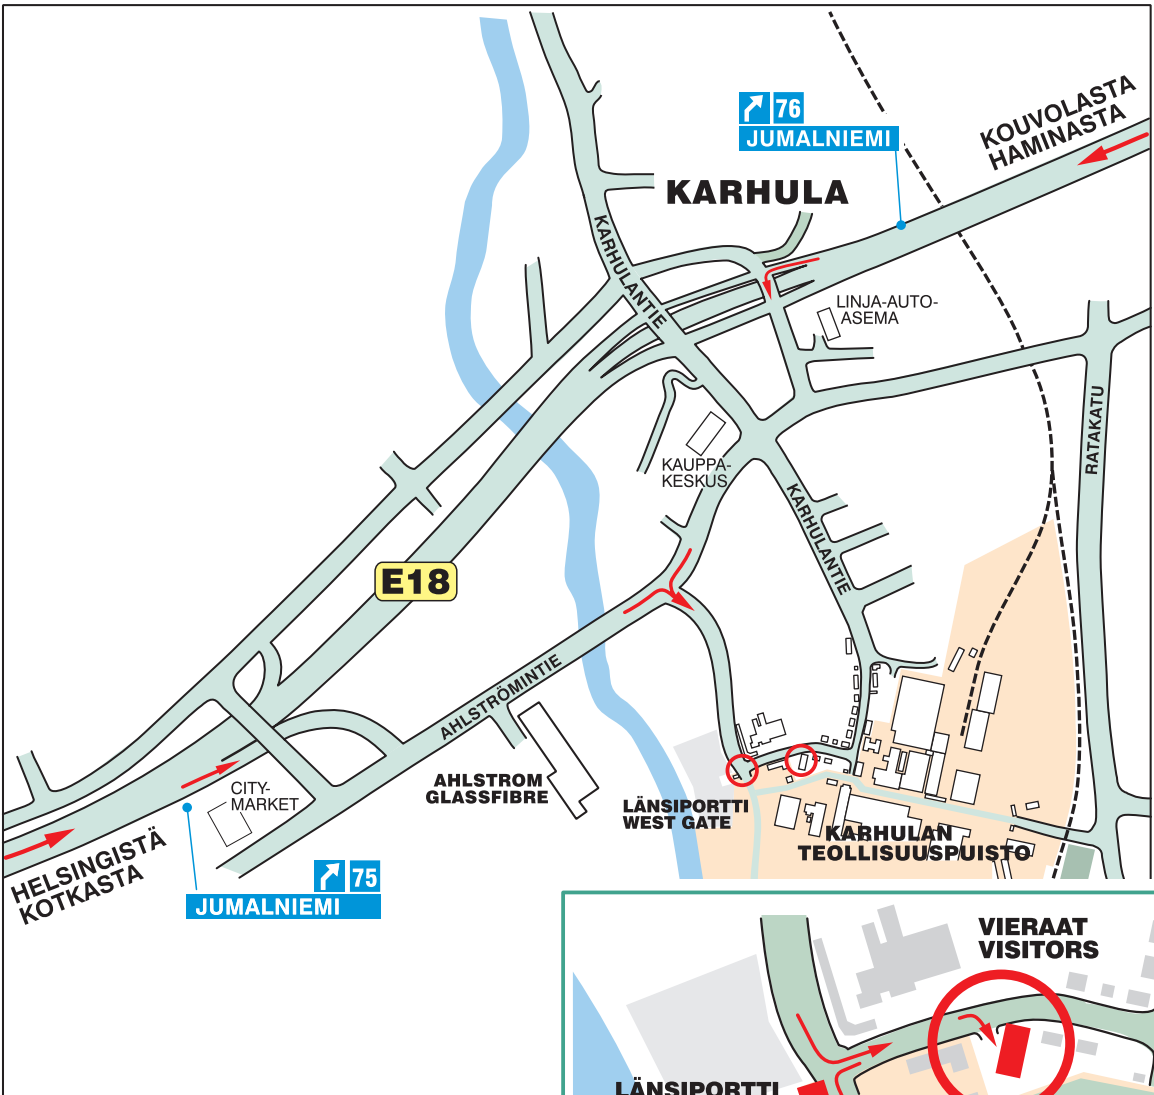 76
JUMALNIEMI
KOUVOLASTA
HAMINASTA
KARHULA
KARHULANTIE
LINJA-AUTO-
ASEMA
RATAKATU
KAUPPA-
KESKUS
KARHULANTIE
E18
AHLSTRÖMINTIE
AHLSTROM
GLASSFIBRE
CITY-
MARKET
LÄNSIPORTTI
WEST GATE
KARHULAN
TEOLLISUUSPUISTO
HELSINGISTÄ
KOTKASTA
75
JUMALNIEMI
VIERAAT
VISITORS
LÄNSIPORTTI